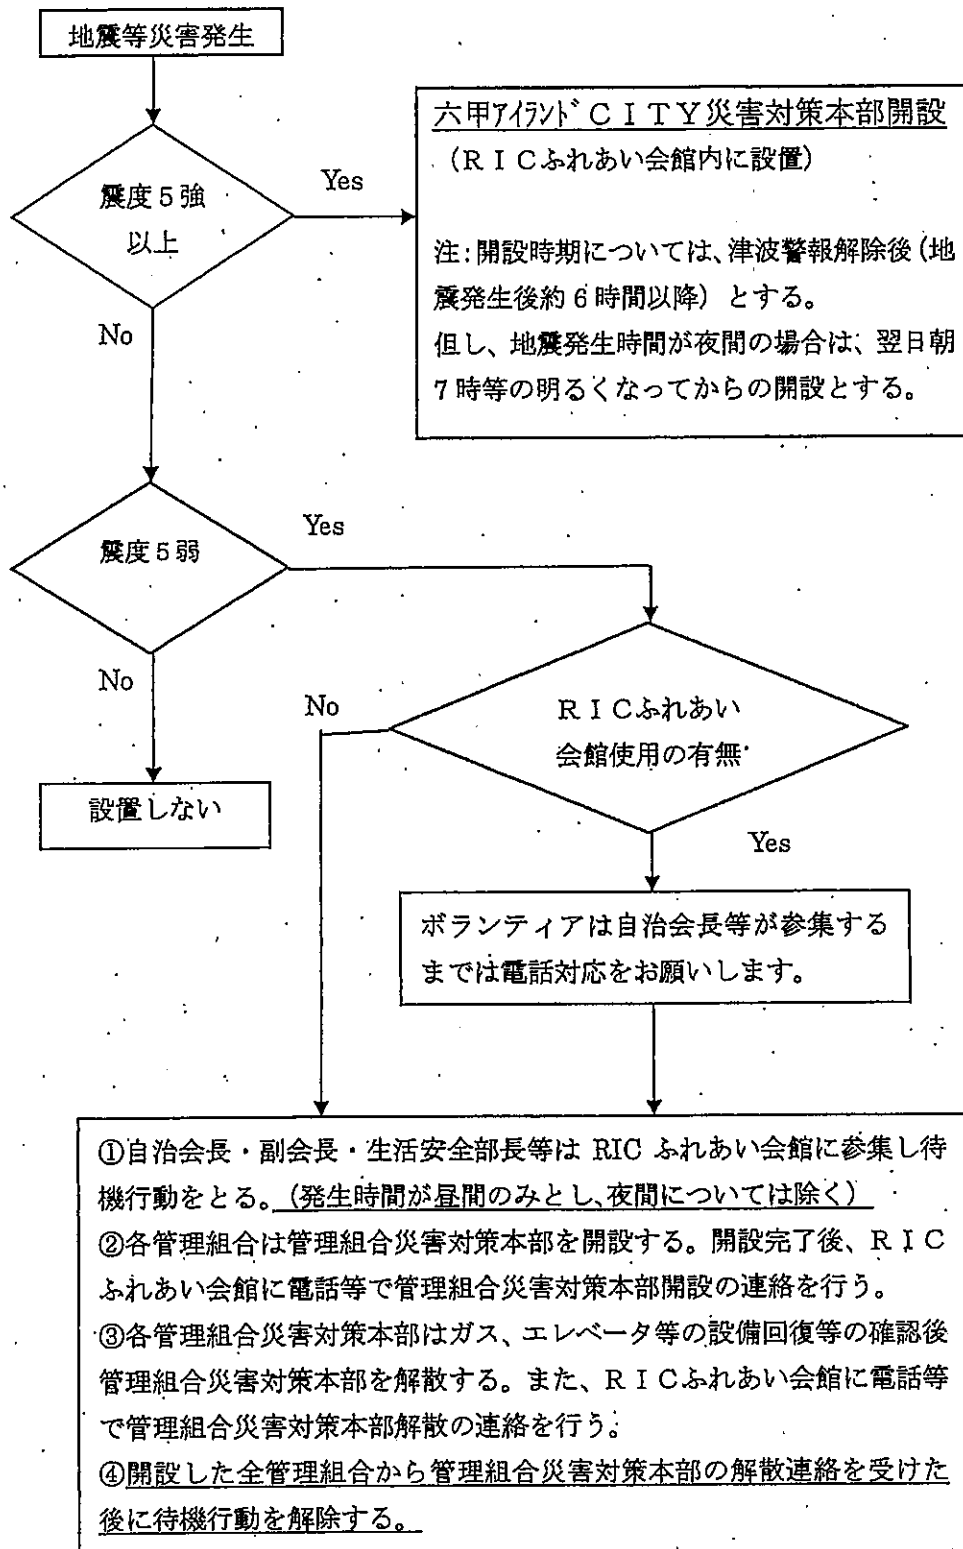 地震等災害発生
震度5強
以上
Yes
No
六甲ｱｲﾗﾝﾄﾞＣＩＴＹ災害対策本部開設
（ＲＩＣふれあい会館内に設置）
注：開設時期については、津波警報解除後（地
震発生後約６時間以降）とする。
但し、地震発生時間が夜間の場合は、翌日朝
７時等の明るくなってからの開設とする。
震度５弱
Yes
No
設置しない
ＲＩＣふれあい
会館使用の有無
No
Yes
ボランティアは自治会長等が参集する
までは電話対応をお願いします。
①自治会長・副会長・生活安全部長等は RIC ふれあい会館に参集し待
機行動をとる。（発生時間が昼間のみとし、夜間については除く）
②各管理組合は管理組合災害対策本部を開設する。開設完了後、ＲＩＣ
ふれあい会館に電話等で管理組合災害対策本部開設の連絡を行う。
③各管理組合災害対策本部はガス、エレベータ等の設備回復等の確認後
管理組合災害対策本部を解散する。また、ＲＩＣふれあい会館に電話等
で管理組合災害対策本部解散の連絡を行う。
④開設した全管理組合から管理組合災害対策本部の解散連絡を受けた
後に待機行動を解除する。